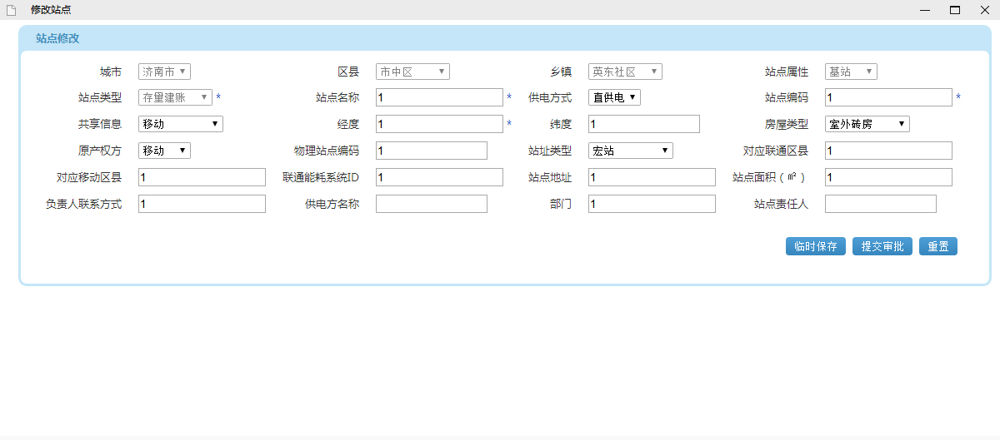 修改站点
站点修改
城市 济南市 区县 市中区 乡镇 英东社区 站点属性 基站
站点类型 存量建账 * 站点名称 1 * 供电方式 直供电 站点编码 1 *
共享信息 移动 经度 1 * 纬度 1 房屋类型 室外砖房
原产权方 移动 物理站点编码 1 站址类型 宏站 对应联通区县 1
对应移动区县 1 联通能耗系统ID 1 站点地址 1 站点面积（㎡） 1
负责人联系方式 1 供电方名称 部门 1 站点责任人
临时保存 提交审批 重置